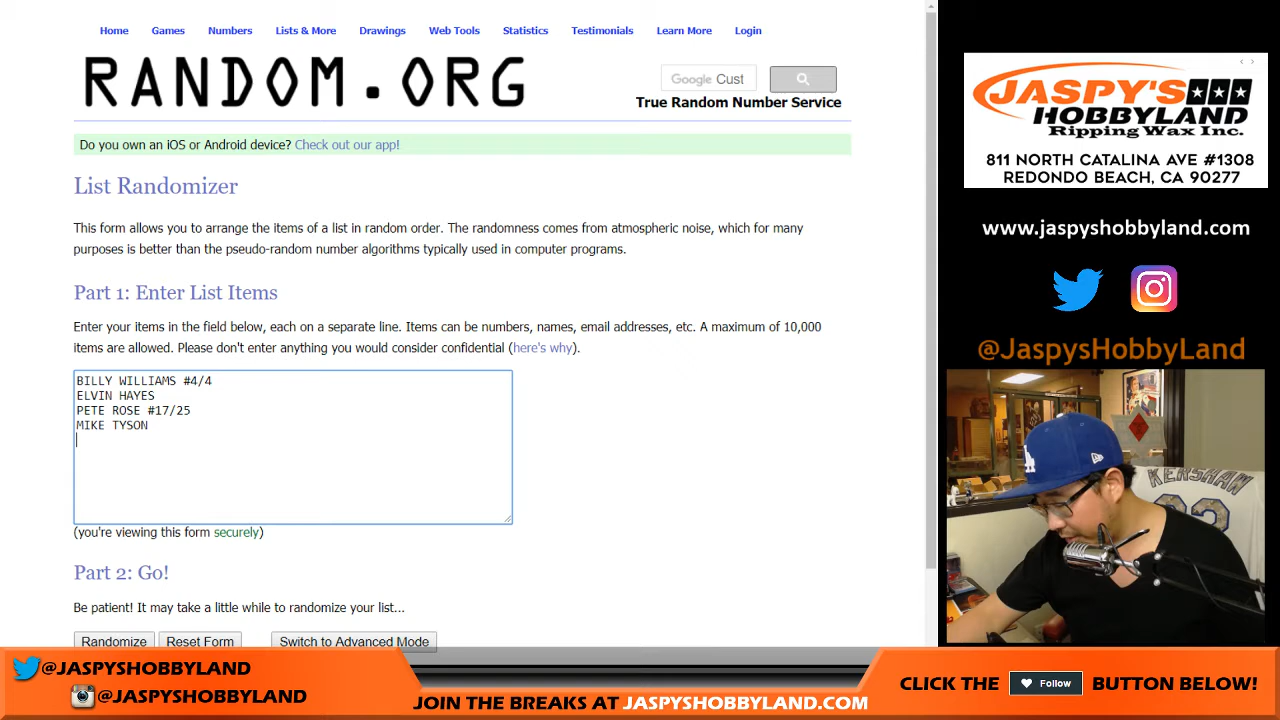 Home Games Numbers Lists & More Drawings Web Tools Statistics Testimonials Learn More Login
RANDOM.ORG
Google Cust
True Random Number Service
Do you own an iOS or Android device? Check out our app!
List Randomizer
This form allows you to arrange the items of a list in random order. The randomness comes from atmospheric noise, which for many
purposes is better than the pseudo-random number algorithms typically used in computer programs.
Part 1: Enter List Items
Enter your items in the field below, each on a separate line. Items can be numbers, names, email addresses, etc. A maximum of 10,000
items are allowed. Please don't enter anything you would consider confidential (here's why).
BILLY WILLIAMS #4/4
ELVIN HAYES
PETE ROSE #17/25
MIKE TYSON
(you're viewing this form securely)
Part 2: Go!
Be patient! It may take a little while to randomize your list...
Randomize Reset Form Switch to Advanced Mode
JASPY'S
HOBBYLAND
Ripping Wax Inc.
811 NORTH CATALINA AVE #1308
REDONDO BEACH, CA 90277
www.jaspyshobbyland.com
@JaspysHobbyLand
KERSHAW
@JASPYSHOBBYLAND
@JASPYSHOBBYLAND
JOIN THE BREAKS AT JASPYSHOBBYLAND.COM
CLICK THE Follow BUTTON BELOW!